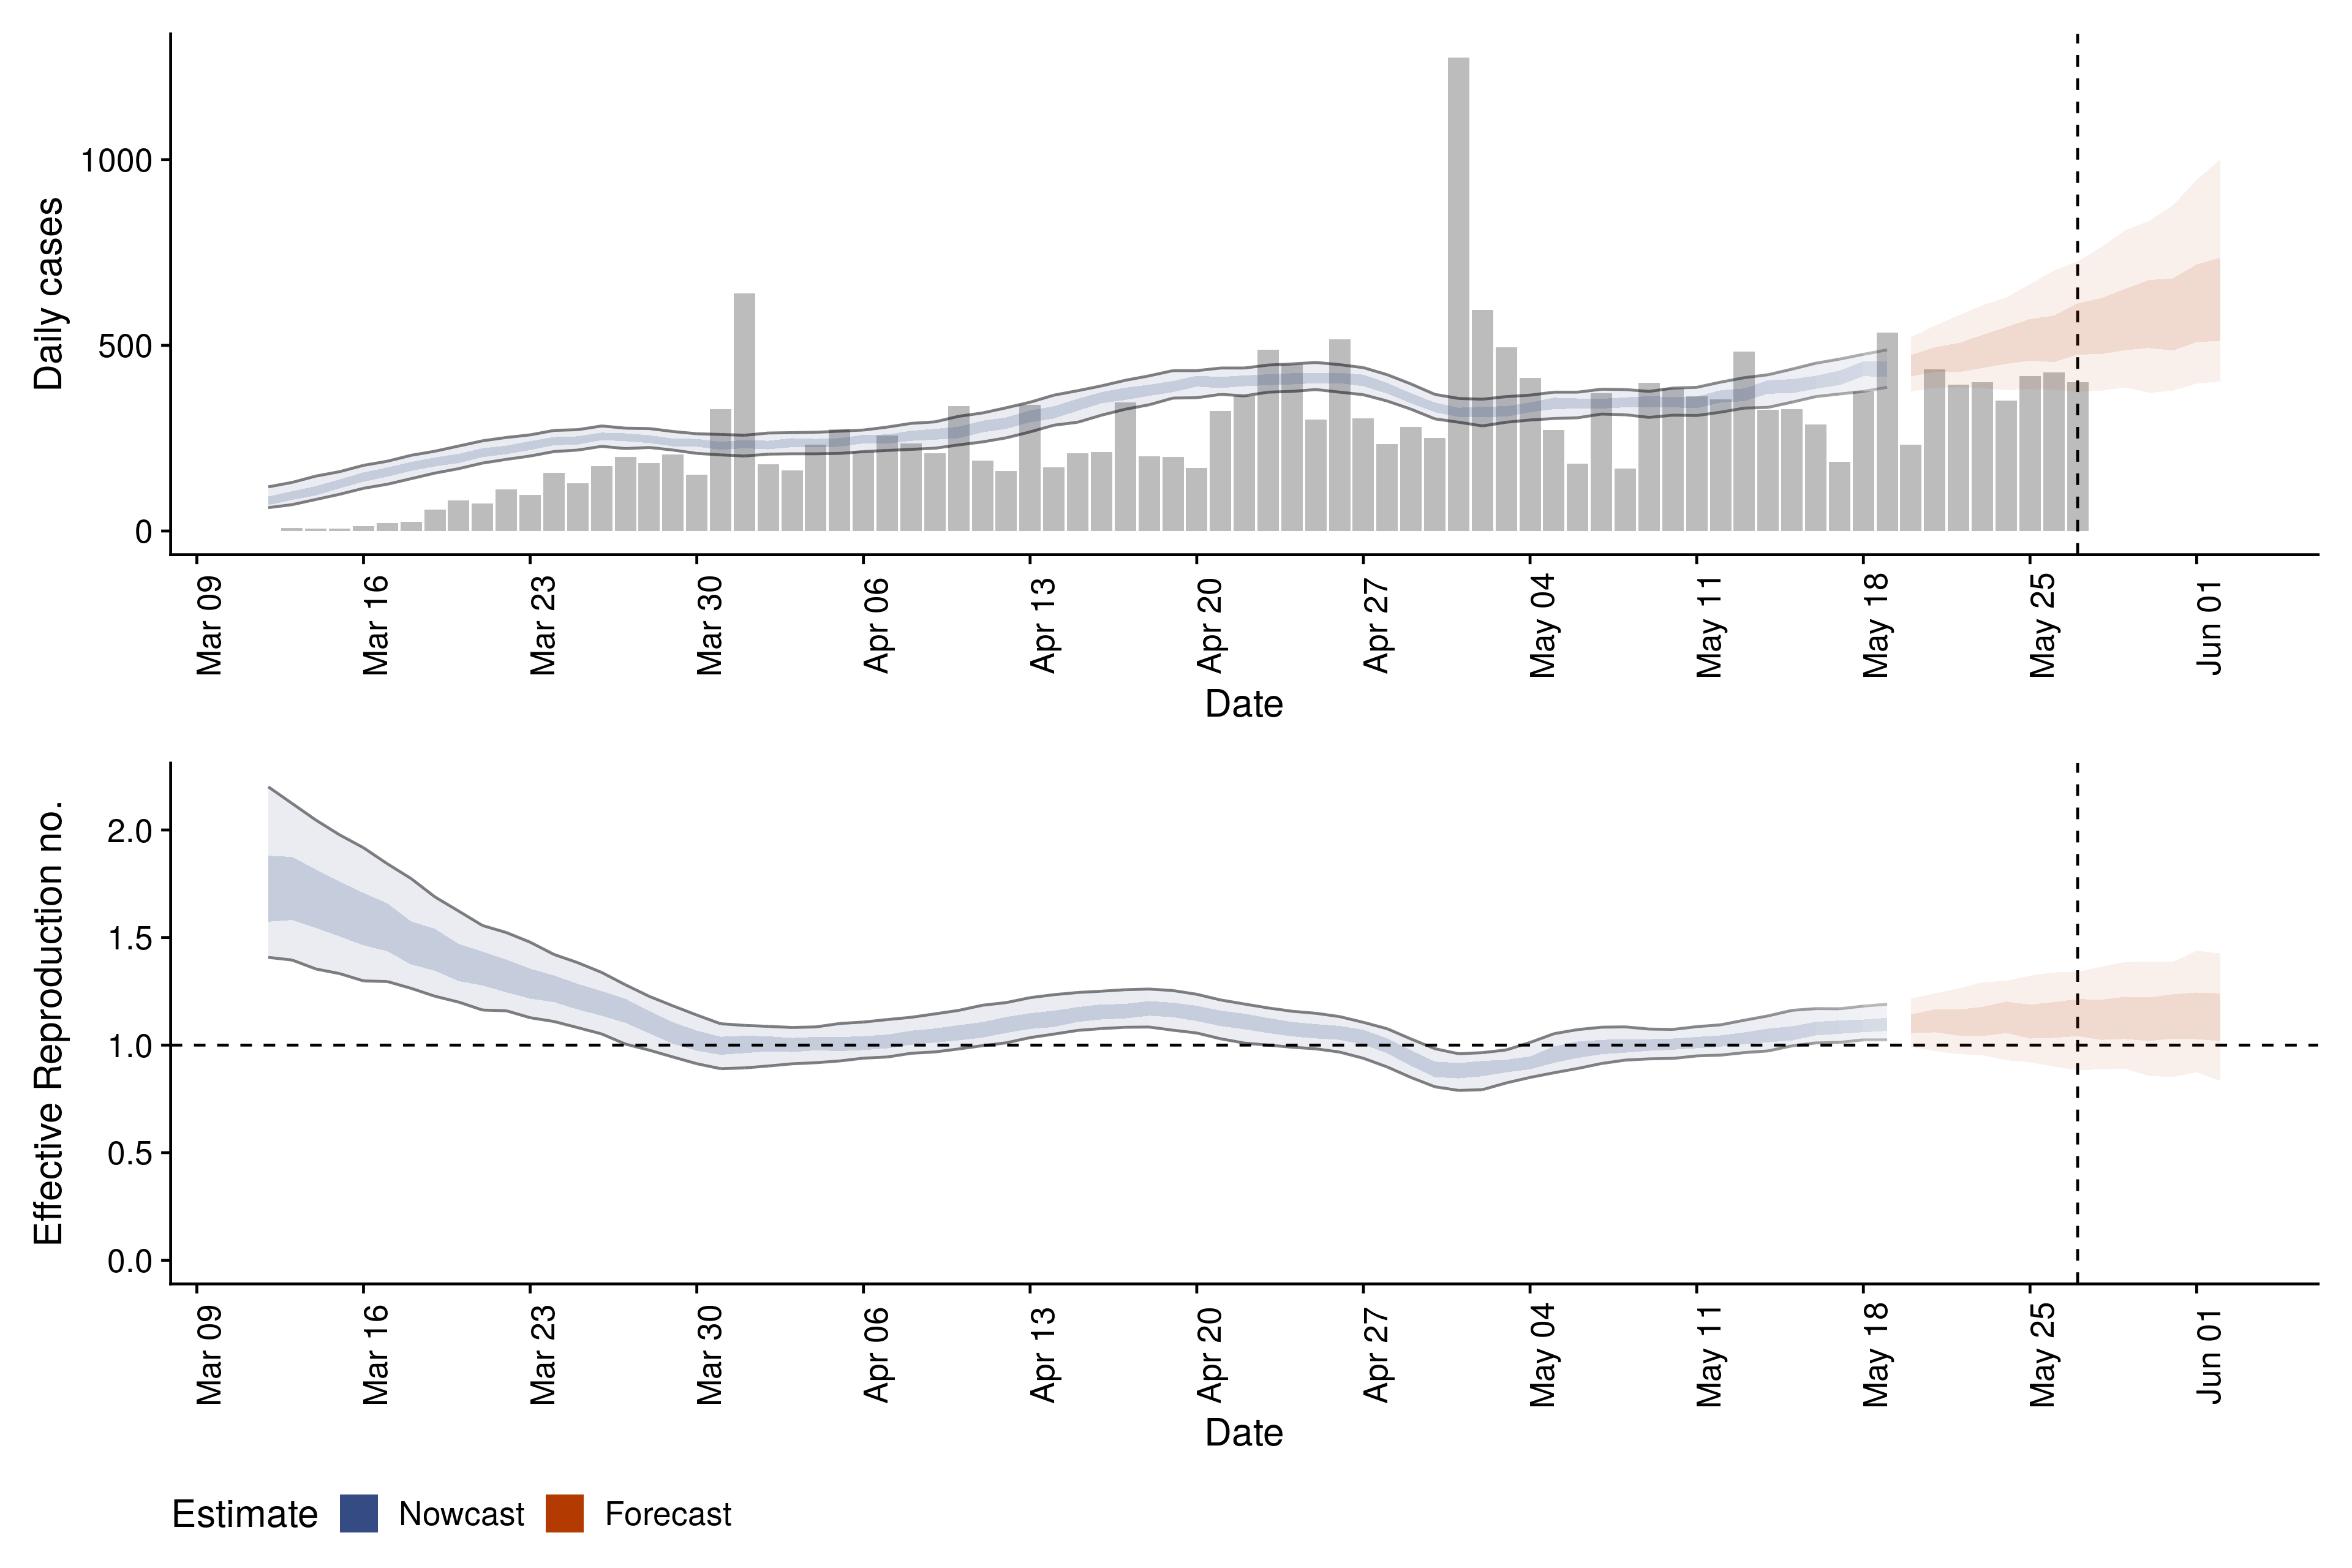 Daily cases
1000
500
0
Mar 09
Mar 16
Mar 23
Mar 30
Apr 06
Apr 13
Apr 20
Apr 27
May 04
May 11
May 18
May 25
Jun 01
Date
Effective Reproduction no.
2.0
1.5
1.0
0.5
0.0
Mar 09
Mar 16
Mar 23
Mar 30
Apr 06
Apr 13
Apr 20
Apr 27
May 04
May 11
May 18
May 25
Jun 01
Date
Estimate Nowcast Forecast